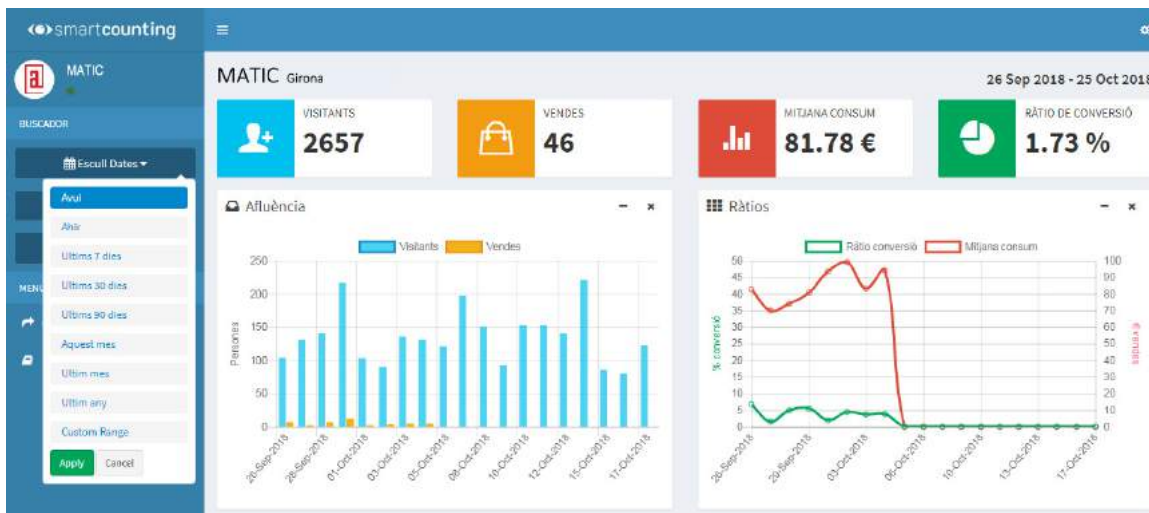 smartcounting
MATIC
BUSCADOR
Escull Dates
Avui
Ahir
Ultims 7 dies
Ultims 30 dies
Ultims 90 dies
Aquest mes
Ultim mes
Ultim any
Custom Range
Apply Cancel
MENU
MATIC Girona
26 Sep 2018 - 25 Oct 2018
VISITANTS
2657
VENDES
46
MITJANA CONSUM
81.78 €
RÀTIO DE CONVERSIÓ
1.73 %
Afluència
Visitants Vendes
Persones
250
200
150
100
50
0
26-Sep-2018 28-Sep-2018 01-Oct-2018 03-Oct-2018 05-Oct-2018 08-Oct-2018 10-Oct-2018 12-Oct-2018 15-Oct-2018 17-Oct-2018
Ràtios
Ràtio conversió Mitjana consum
% conversió
50
45
40
35
30
25
20
15
10
5
0
100
90
80
70
60
50
40
30
20
10
0
€ vendes
26-Sep-2018 29-Sep-2018 03-Oct-2018 06-Oct-2018 10-Oct-2018 13-Oct-2018 17-Oct-2018